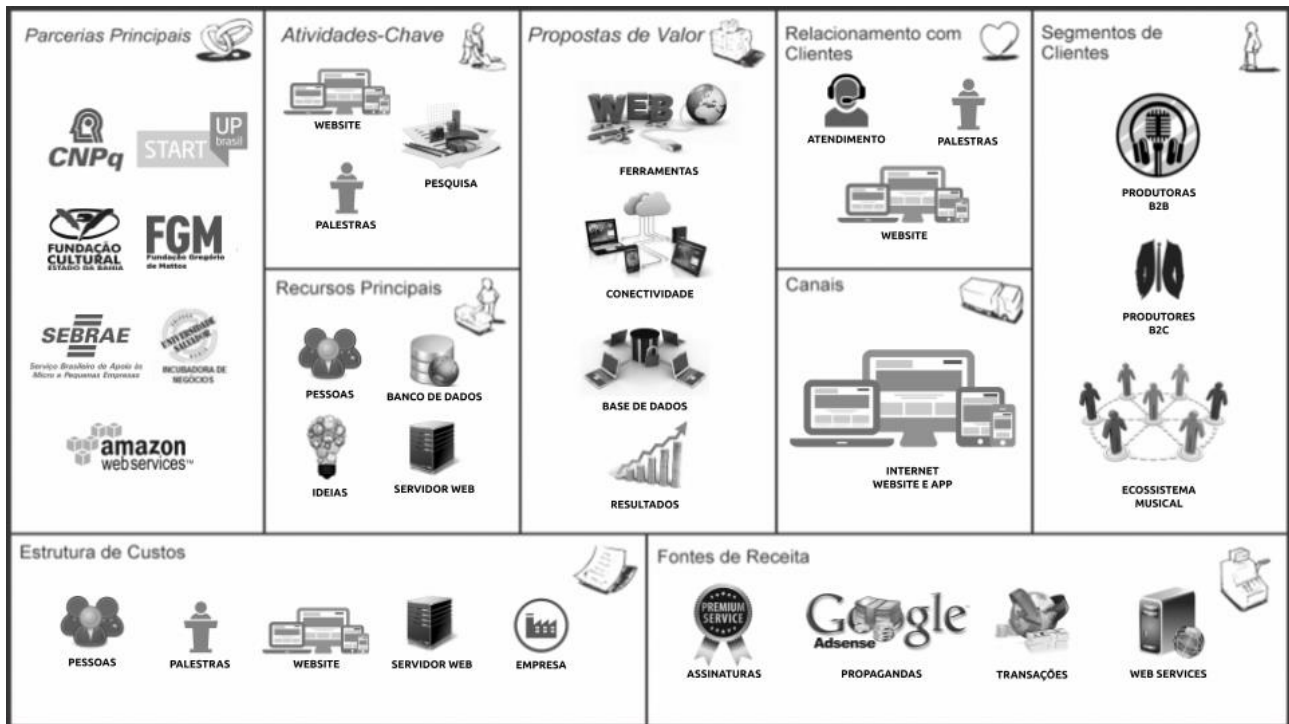 Parcerias Principais
CNPq
START UP
brasil
FUNDAÇÃO
CULTURAL
ESTADO DA BAHIA
FGM
Fundação Gregório
de Mattos
SEBRAE
Serviço Brasileiro de Apoio às
Micro e Pequenas Empresas
UNIVERSIDADE
SALVADOR
INCUBADORA DE
NEGÓCIOS
amazon
webservices™
Atividades-Chave
WEBSITE
PESQUISA
PALESTRAS
Recursos Principais
PESSOAS
BANCO DE DADOS
IDEIAS
SERVIDOR WEB
Propostas de Valor
WEB
FERRAMENTAS
CONECTIVIDADE
BASE DE DADOS
RESULTADOS
Relacionamento com
Clientes
ATENDIMENTO
PALESTRAS
WEBSITE
Canais
INTERNET
WEBSITE E APP
Segmentos de
Clientes
PRODUTORAS
B2B
PRODUTORES
B2C
ECOSSISTEMA
MUSICAL
Estrutura de Custos
PESSOAS
PALESTRAS
WEBSITE
SERVIDOR WEB
EMPRESA
Fontes de Receita
PREMIUM
SERVICE
ASSINATURAS
Google
Adsense
PROPAGANDAS
TRANSAÇÕES
WEB SERVICES